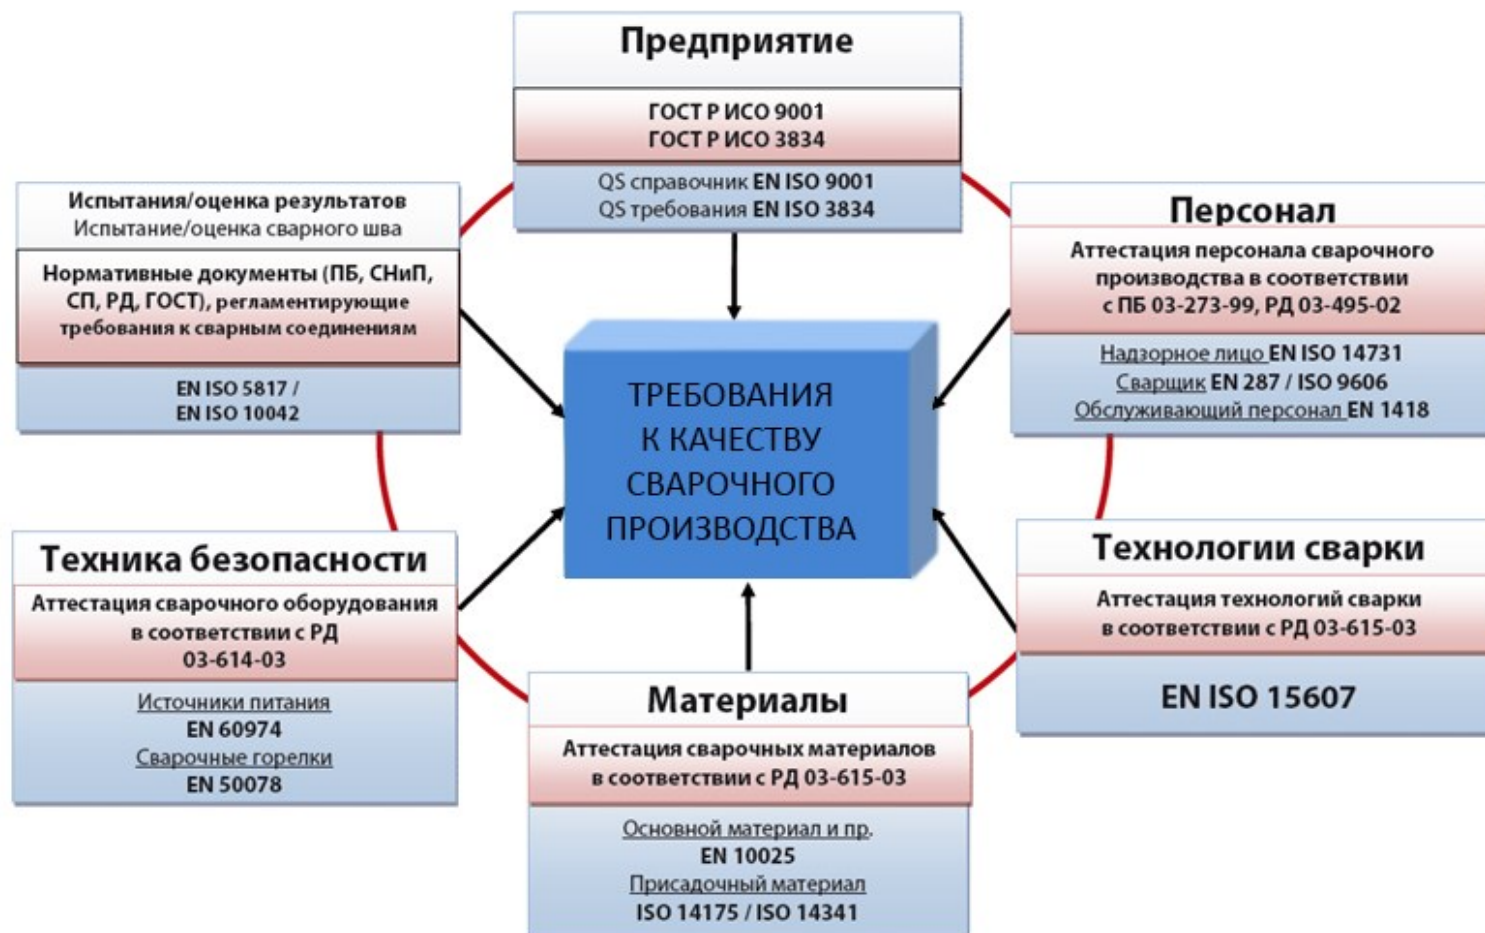 Предприятие
ГОСТ Р ИСО 9001
ГОСТ Р ИСО 3834
QS справочник EN ISO 9001
QS требования EN ISO 3834
Испытания/оценка результатов
Испытание/оценка сварного шва
Нормативные документы (ПБ, СНиП,
СП, РД, ГОСТ), регламентирующие
требования к сварным соединениям
EN ISO 5817 /
EN ISO 10042
Персонал
Аттестация персонала сварочного
производства в соответствии
с ПБ 03-273-99, РД 03-495-02
Надзорное лицо EN ISO 14731
Сварщик EN 287 / ISO 9606
Обслуживающий персонал EN 1418
ТРЕБОВАНИЯ
К КАЧЕСТВУ
СВАРОЧНОГО
ПРОИЗВОДСТВА
Техника безопасности
Аттестация сварочного оборудования
в соответствии с РД
03-614-03
Источники питания
EN 60974
Сварочные горелки
EN 50078
Технологии сварки
Аттестация технологий сварки
в соответствии с РД 03-615-03
EN ISO 15607
Материалы
Аттестация сварочных материалов
в соответствии с РД 03-615-03
Основной материал и пр.
EN 10025
Присадочный материал
ISO 14175 / ISO 14341